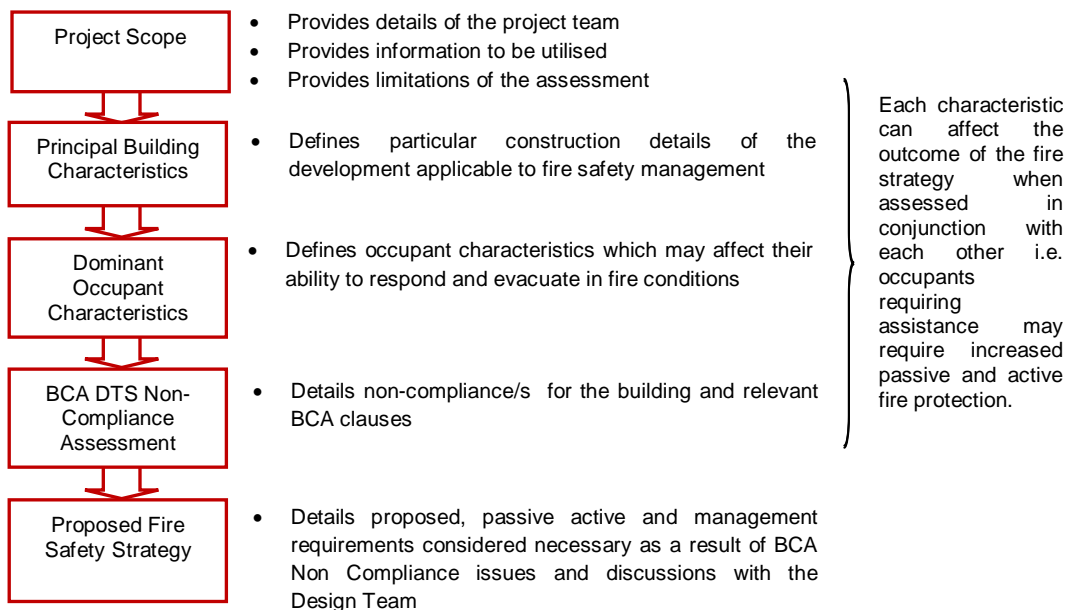 Project Scope
• Provides details of the project team
• Provides information to be utilised
• Provides limitations of the assessment
Principal Building
Characteristics
• Defines particular construction details of the
development applicable to fire safety management
Dominant
Occupant
Characteristics
• Defines occupant characteristics which may affect their
ability to respond and evacuate in fire conditions
BCA DTS Non-
Compliance
Assessment
• Details non-compliance/s for the building and relevant
BCA clauses
Proposed Fire
Safety Strategy
• Details proposed, passive active and management
requirements considered necessary as a result of BCA
Non Compliance issues and discussions with the
Design Team
Each characteristic
can affect the
outcome of the fire
strategy when
assessed in
conjunction with
each other i.e.
occupants
requiring
assistance may
require increased
passive and active
fire protection.